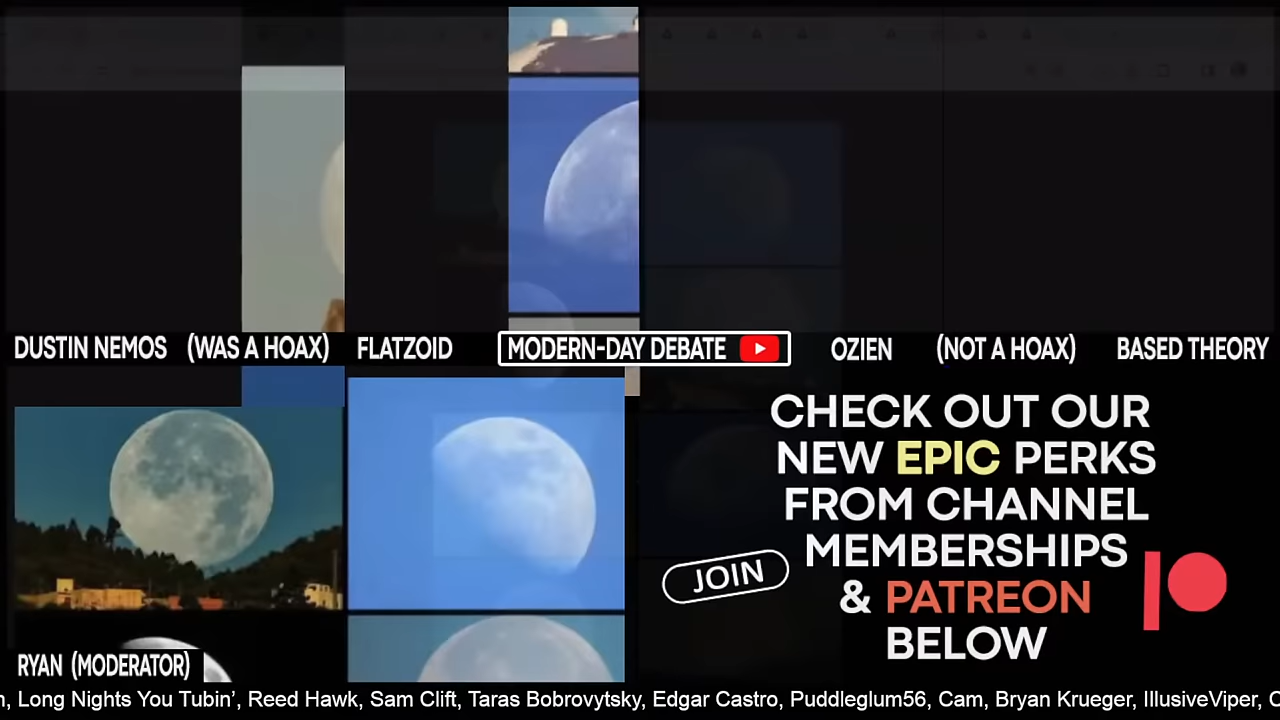 DUSTIN NEMOS (WAS A HOAX) FLATZOID MODERN-DAY DEBATE OZIEN (NOT A HOAX) BASED THEORY
CHECK OUT OUR
NEW EPIC PERKS
FROM CHANNEL
MEMBERSHIPS
JOIN
& PATREON
BELOW
RYAN (MODERATOR)
, Long Nights You Tubin’, Reed Hawk, Sam Clift, Taras Bobrovytsky, Edgar Castro, Puddleglum56, Cam, Bryan Krueger, IllusiveViper,